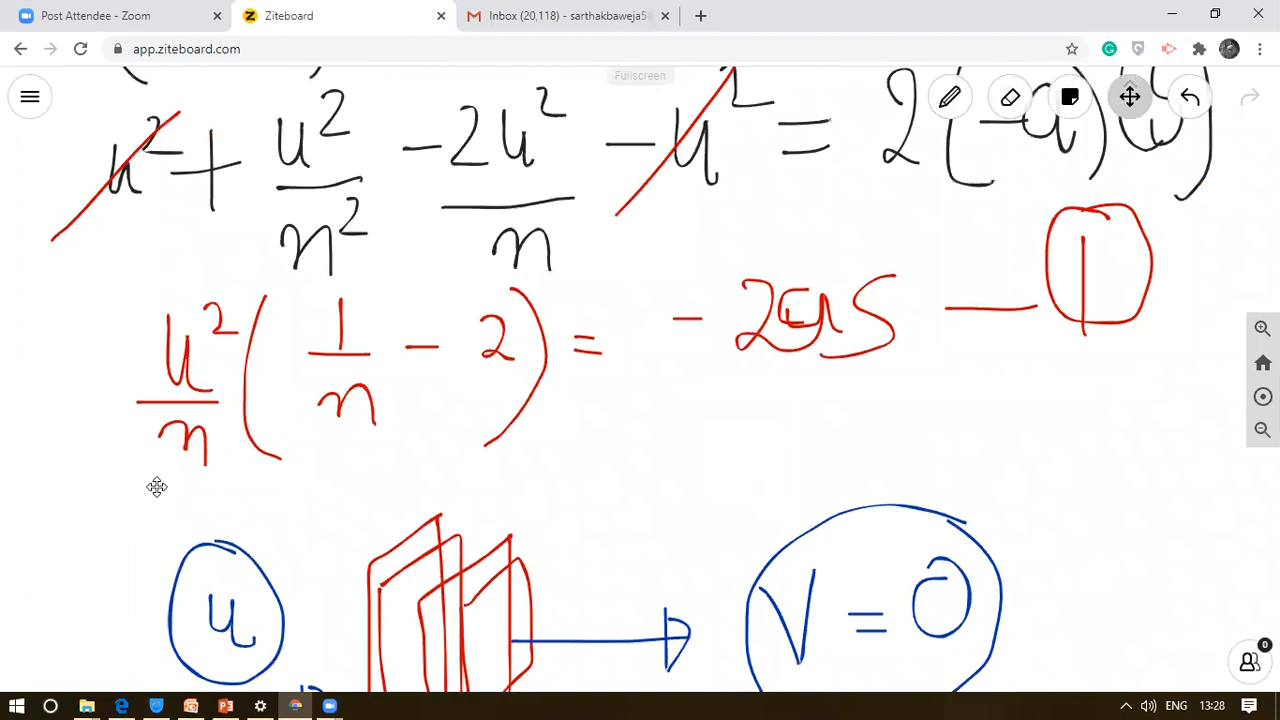 Post Attendee - Zoom
Ziteboard
Inbox (20,118) - sarthakbaweja5
app.ziteboard.com
Fullscreen
u² + u²/n² - 2u²/n - u² = 2(-a)(
u²/n (1/n - 2) = - 2as — 1
u
V = 0
0
ENG 13:28